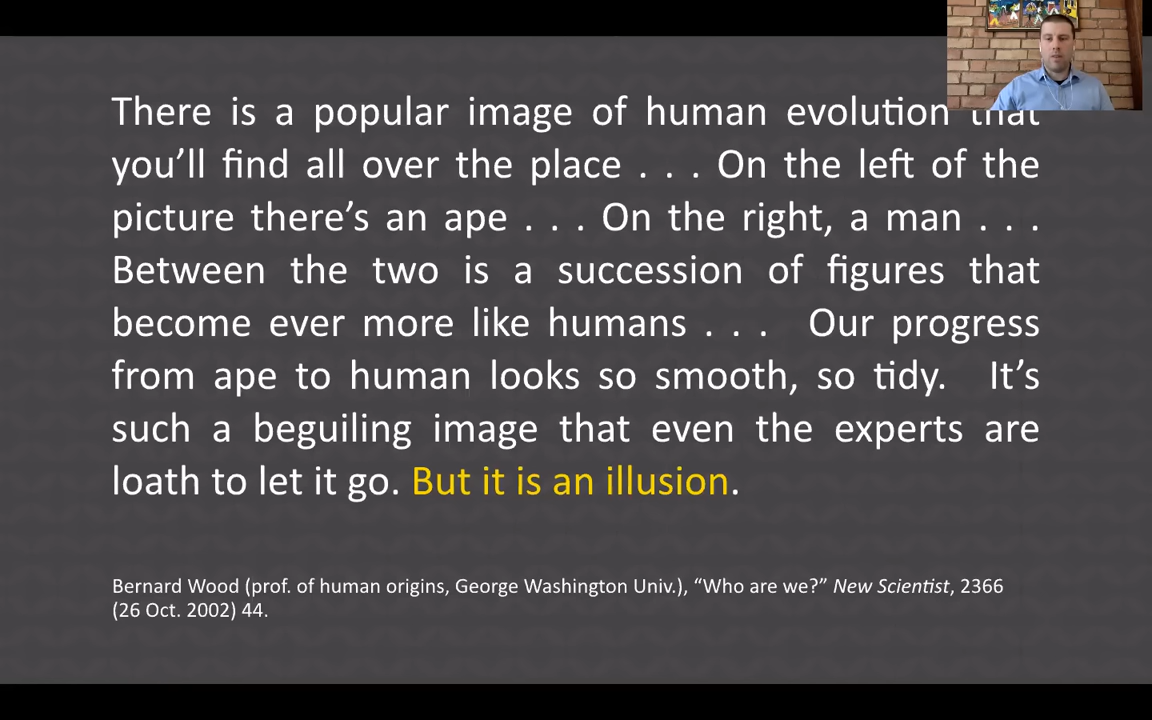 There is a popular image of human evolution that
you’ll find all over the place . . . On the left of the
picture there’s an ape . . . On the right, a man . . .
Between the two is a succession of figures that
become ever more like humans . . . Our progress
from ape to human looks so smooth, so tidy. It’s
such a beguiling image that even the experts are
loath to let it go. But it is an illusion.
Bernard Wood (prof. of human origins, George Washington Univ.), “Who are we?” New Scientist, 2366
(26 Oct. 2002) 44.